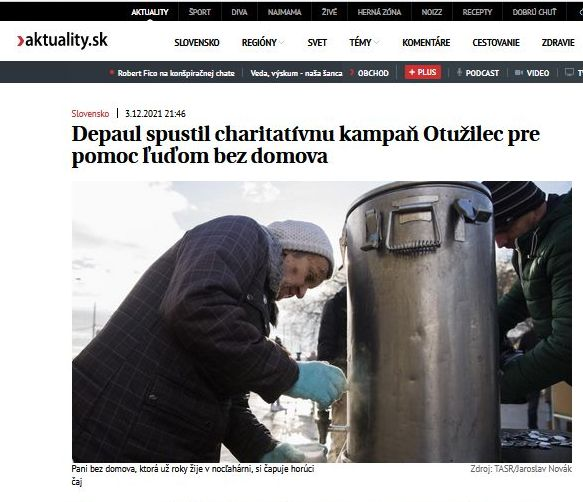 AKTUALITY ŠPORT DIVA NAJMAMA ŽIVÉ HERNÁ ZÓNA NOIZZ RECEPTY DOBRÚ CHUŤ
aktuality.sk SLOVENSKO REGIÓNY SVET TÉMY KOMENTÁRE CESTOVANIE ZDRAVIE
Robert Fico na konšpiračnej chate Veda, výskum - naša šanca OBCHOD + PLUS PODCAST VIDEO
Slovensko 3.12.2021 21:46
Depaul spustil charitatívnu kampaň Otužilec pre
pomoc ľuďom bez domova
Pani bez domova, ktorá už roky žije v nocľahárni, si čapuje horúci
čaj
Zdroj: TASR/Jaroslav Novák